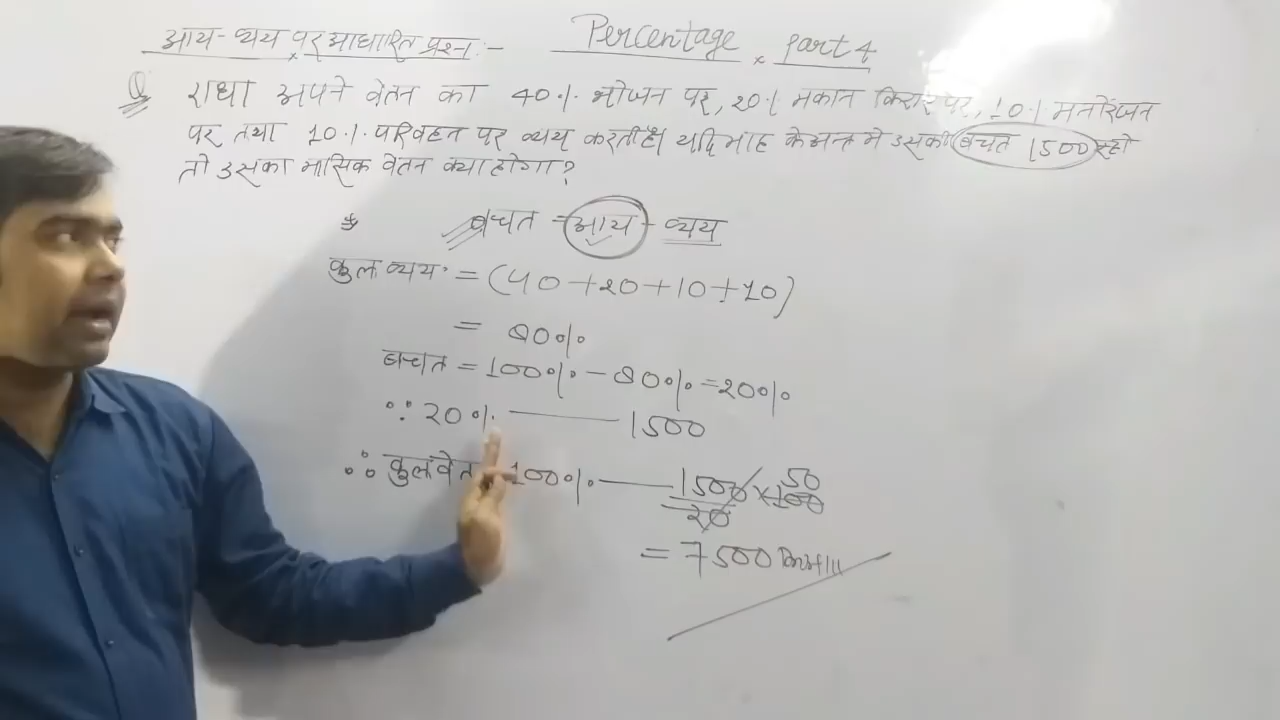 आय-व्यय पर आधारित प्रश्न:- Percentage × Part 4
Q राधा अपने वेतन का 40% भोजन पर, 20% मकान किराए पर, 10% मनोरंजन
पर तथा 10% परिवहन पर व्यय करती है। यदि माह के अन्त मे उसकी बचत 1500 रु हो
तो उसका मासिक वेतन क्या होगा?
* बचत = आय - व्यय
कुल व्यय = (40+20+10+10)
= 80%
बचत = 100% - 80% = 20%
∵ 20% — 1500
∴ कुल वेत 100% — 1500 × 100 50
20
= 7500